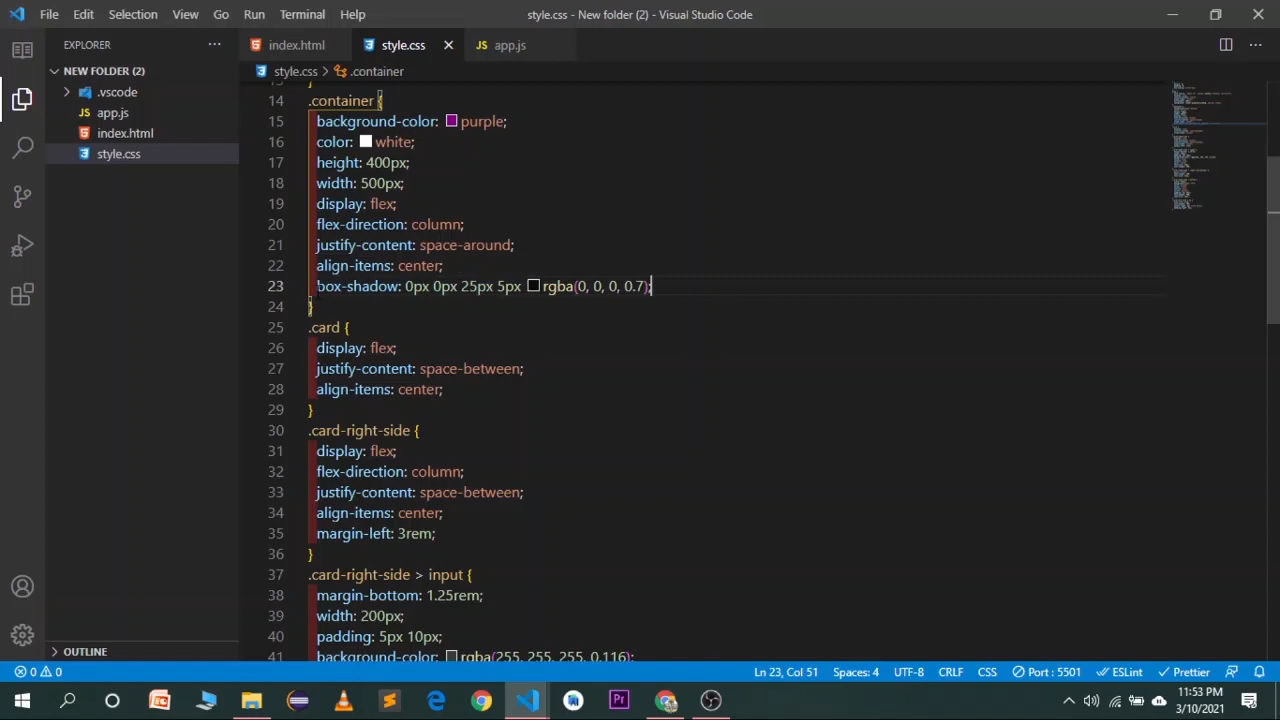 File Edit Selection View Go Run Terminal Help
style.css - New folder (2) - Visual Studio Code
EXPLORER
index.html
style.css
app.js
NEW FOLDER (2)
style.css > .container
.vscode
app.js
index.html
style.css
14 .container {
15 background-color: purple;
16 color: white;
17 height: 400px;
18 width: 500px;
19 display: flex;
20 flex-direction: column;
21 justify-content: space-around;
22 align-items: center;
23 box-shadow: 0px 0px 25px 5px rgba(0, 0, 0, 0.7);
24 }
25 .card {
26 display: flex;
27 justify-content: space-between;
28 align-items: center;
29 }
30 .card-right-side {
31 display: flex;
32 flex-direction: column;
33 justify-content: space-between;
34 align-items: center;
35 margin-left: 3rem;
36 }
37 .card-right-side > input {
38 margin-bottom: 1.25rem;
39 width: 200px;
40 padding: 5px 10px;
41 background-color: rgba(255, 255, 255, 0.116);
OUTLINE
0 0
Ln 23, Col 51 Spaces: 4 UTF-8 CRLF CSS Port : 5501 ESLint Prettier
11:53 PM
3/10/2021